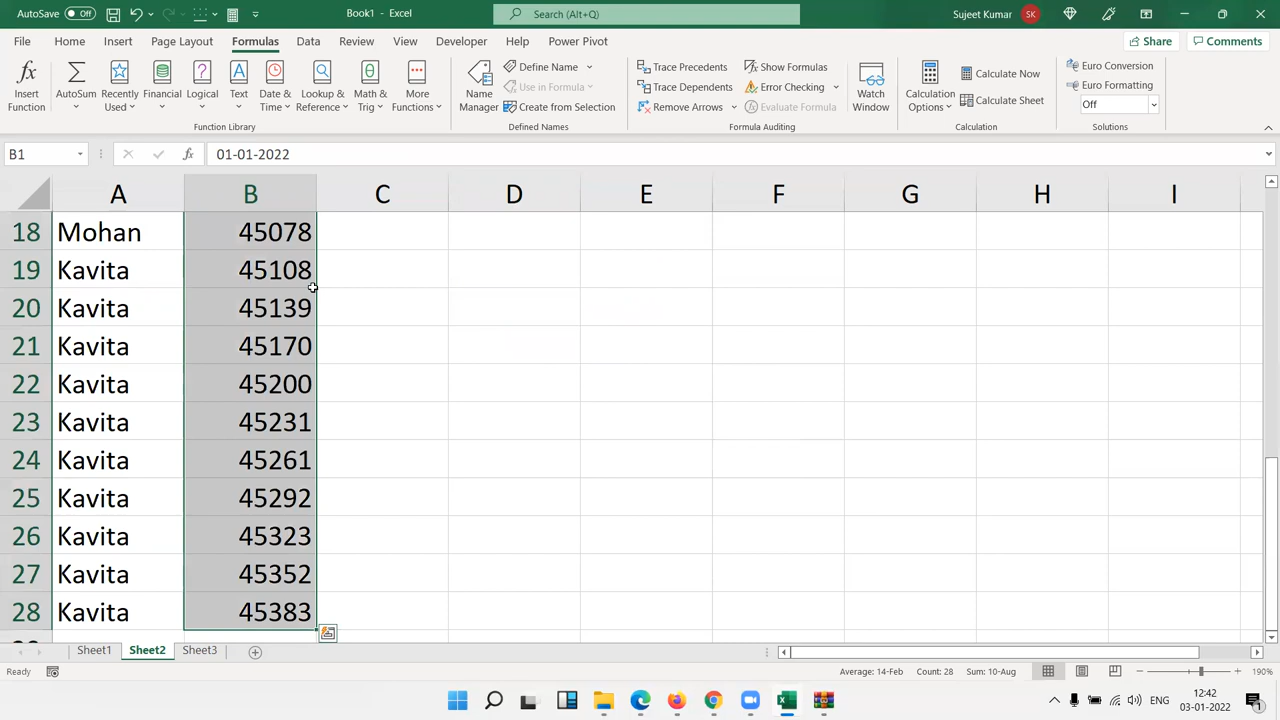 AutoSave Off Book1 - Excel Search (Alt+Q) Sujeet Kumar SK
File Home Insert Page Layout Formulas Data Review View Developer Help Power Pivot Share Comments
Insert Function
AutoSum
Recently Used
Financial
Logical
Text
Date & Time
Lookup & Reference
Math & Trig
More Functions
Function Library
Name Manager
Define Name
Use in Formula
Create from Selection
Defined Names
Trace Precedents
Trace Dependents
Remove Arrows
Show Formulas
Error Checking
Evaluate Formula
Formula Auditing
Watch Window
Calculation Options
Calculate Now
Calculate Sheet
Calculation
Euro Conversion
Euro Formatting
Off
Solutions
B1 fx 01-01-2022
A B C D E F G H I
18 Mohan 45078
19 Kavita 45108
20 Kavita 45139
21 Kavita 45170
22 Kavita 45200
23 Kavita 45231
24 Kavita 45261
25 Kavita 45292
26 Kavita 45323
27 Kavita 45352
28 Kavita 45383
Sheet1 Sheet2 Sheet3
Ready Average: 14-Feb Count: 28 Sum: 10-Aug 190%
ENG 12:42
03-01-2022 1